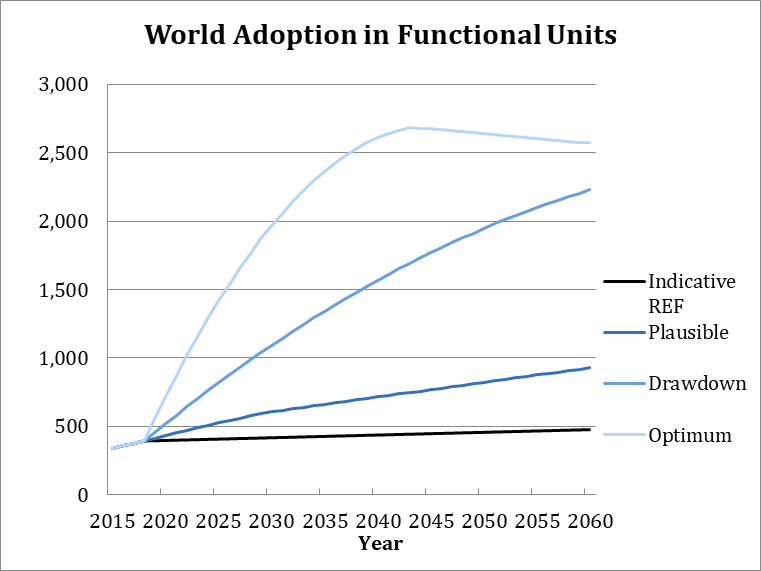 World Adoption in Functional Units
3,000
2,500
2,000
1,500
1,000
500
0
2015 2020 2025 2030 2035 2040 2045 2050 2055 2060
Year
Indicative
REF
Plausible
Drawdown
Optimum